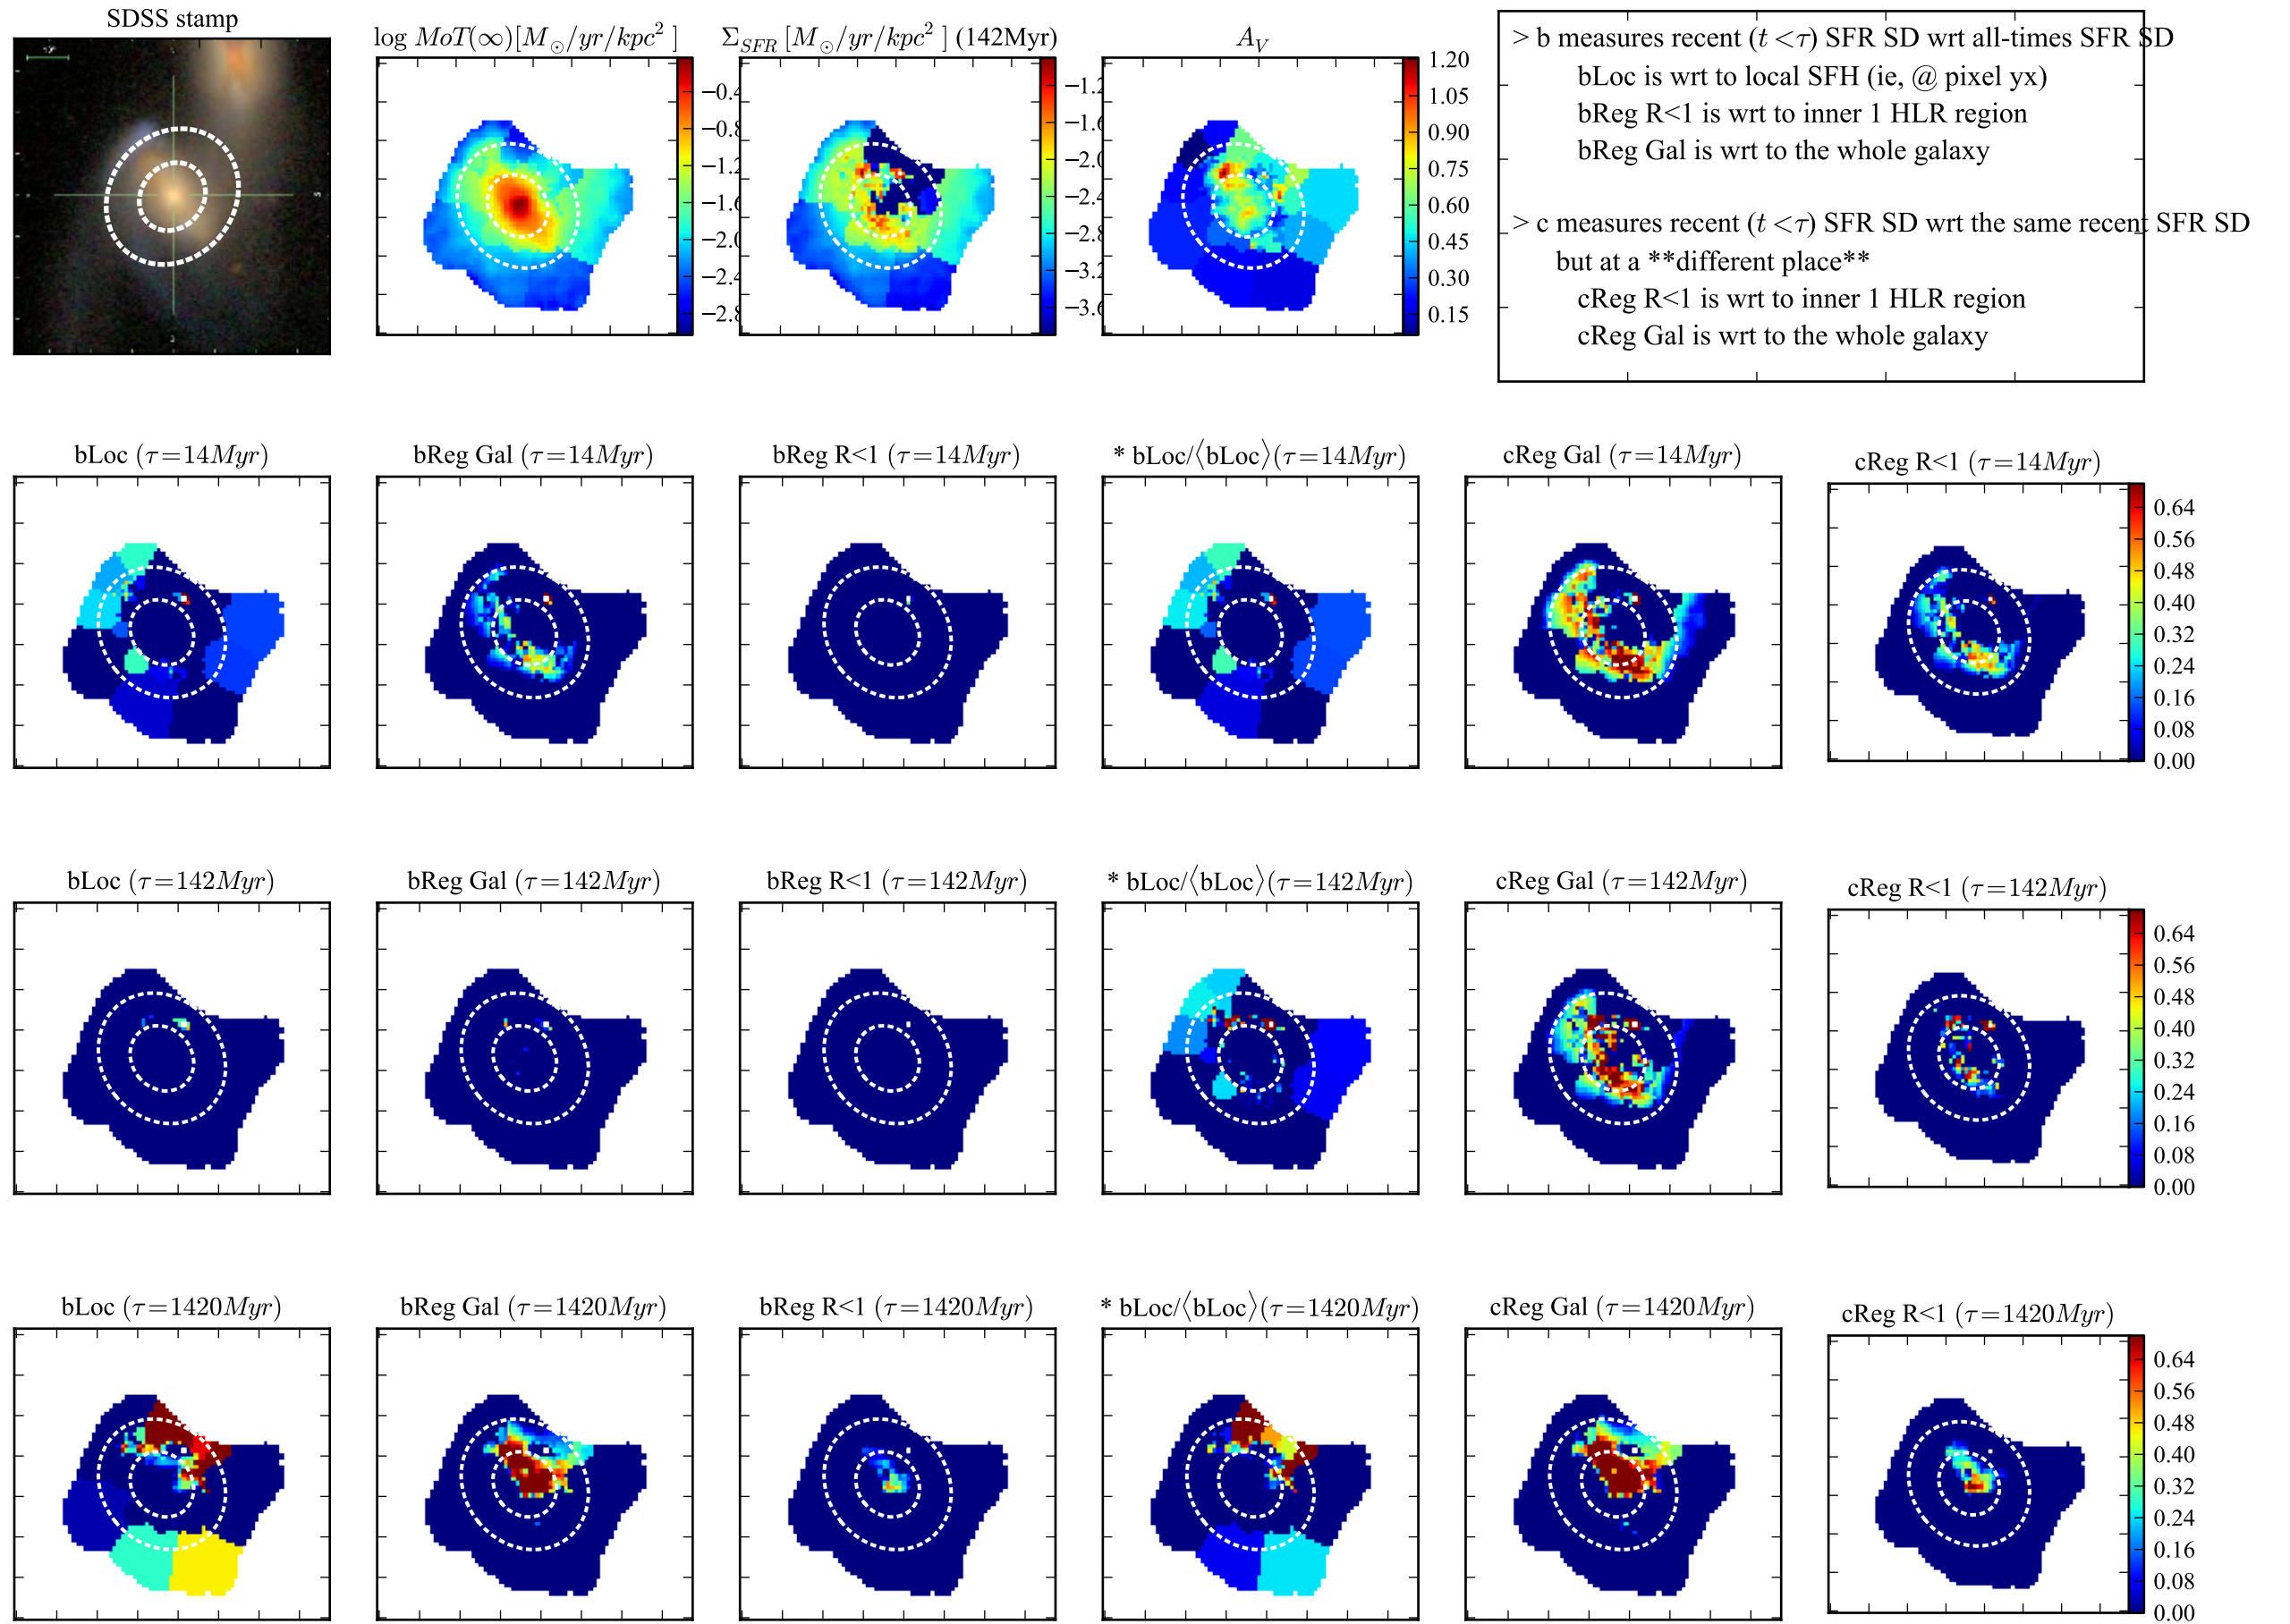 SDSS stamp
log MoT(∞)[M⊙/yr/kpc²]
Σ_SFR [M⊙/yr/kpc²] (142Myr)
A_V
−0.4
−0.8
−1.2
−1.6
−2.0
−2.4
−2.8
−1.2
−1.6
−2.0
−2.4
−2.8
−3.2
−3.6
1.20
1.05
0.90
0.75
0.60
0.45
0.30
0.15
> b measures recent (t <τ) SFR SD wrt all-times SFR SD
bLoc is wrt to local SFH (ie, @ pixel yx)
bReg R<1 is wrt to inner 1 HLR region
bReg Gal is wrt to the whole galaxy
> c measures recent (t <τ) SFR SD wrt the same recent SFR SD
but at a **different place**
cReg R<1 is wrt to inner 1 HLR region
cReg Gal is wrt to the whole galaxy
bLoc (τ=14Myr)
bReg Gal (τ=14Myr)
bReg R<1 (τ=14Myr)
* bLoc/⟨bLoc⟩(τ=14Myr)
cReg Gal (τ=14Myr)
cReg R<1 (τ=14Myr)
0.64
0.56
0.48
0.40
0.32
0.24
0.16
0.08
0.00
bLoc (τ=142Myr)
bReg Gal (τ=142Myr)
bReg R<1 (τ=142Myr)
* bLoc/⟨bLoc⟩(τ=142Myr)
cReg Gal (τ=142Myr)
cReg R<1 (τ=142Myr)
0.64
0.56
0.48
0.40
0.32
0.24
0.16
0.08
0.00
bLoc (τ=1420Myr)
bReg Gal (τ=1420Myr)
bReg R<1 (τ=1420Myr)
* bLoc/⟨bLoc⟩(τ=1420Myr)
cReg Gal (τ=1420Myr)
cReg R<1 (τ=1420Myr)
0.64
0.56
0.48
0.40
0.32
0.24
0.16
0.08
0.00